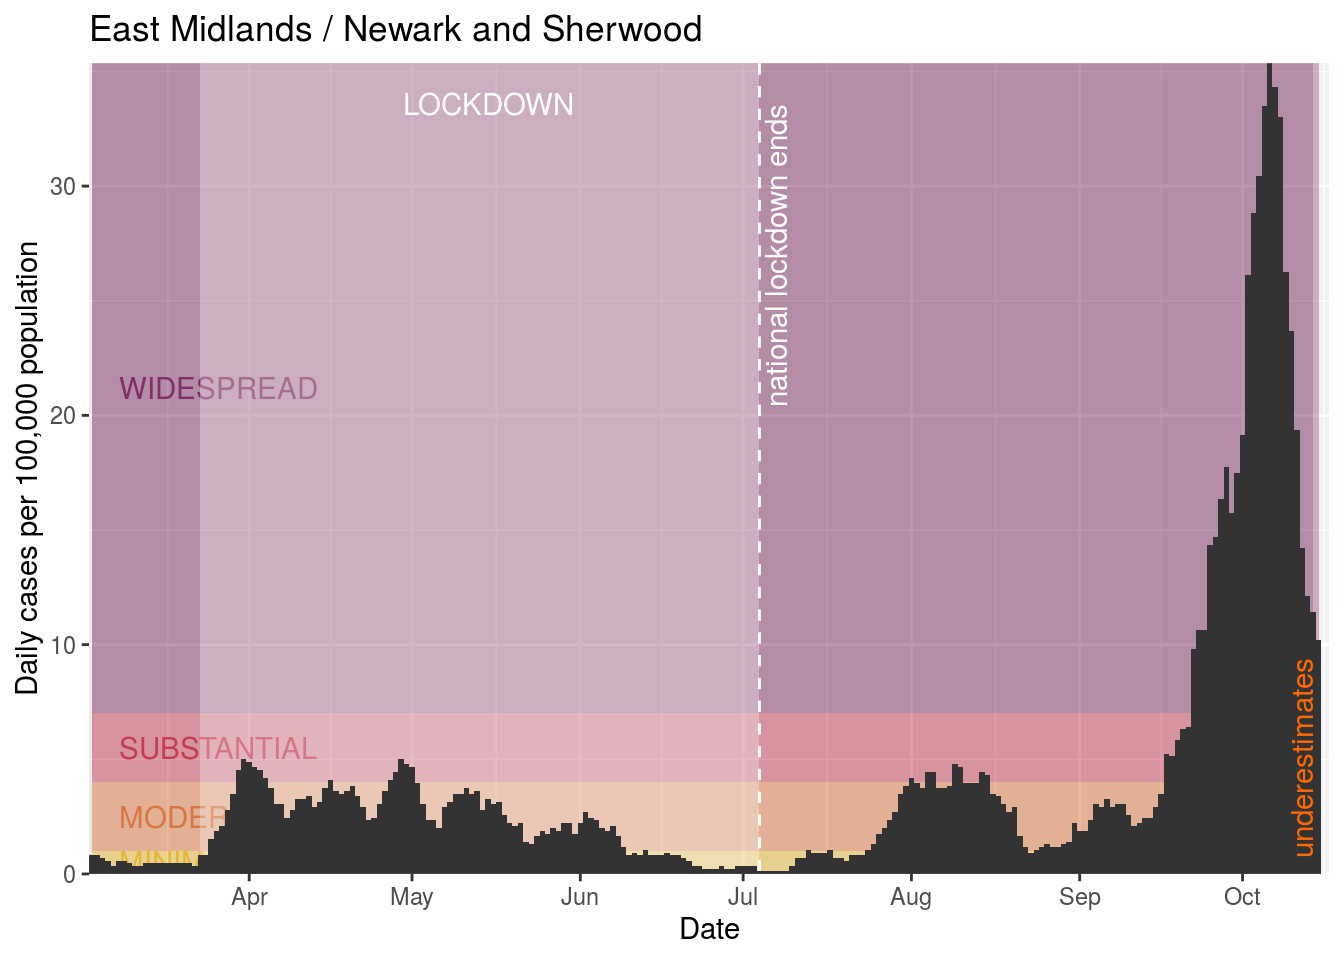 East Midlands / Newark and Sherwood
LOCKDOWN
national lockdown ends
WIDESPREAD
SUBSTANTIAL
underestimates
Daily cases per 100,000 population
30
20
10
0
Apr
May
Jun
Jul
Aug
Sep
Oct
Date